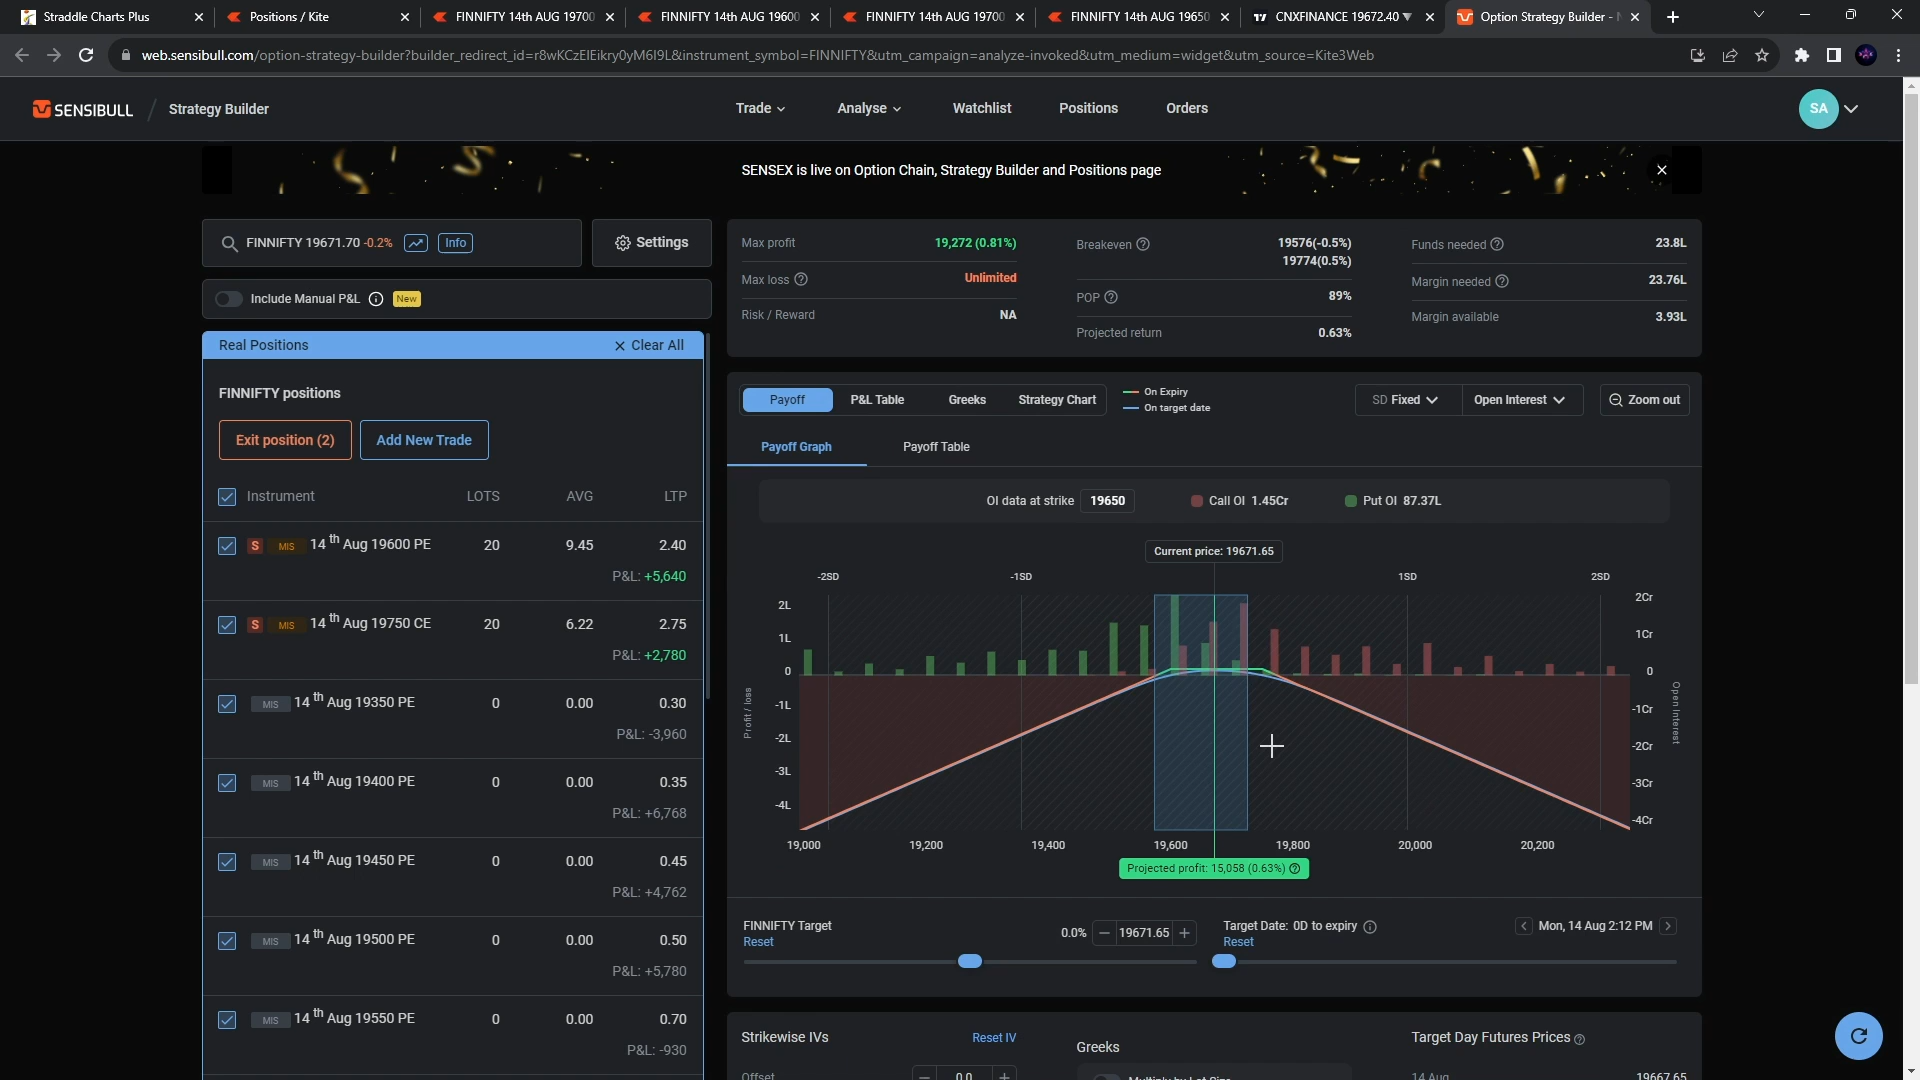 Straddle Charts Plus
Positions / Kite
FINNIFTY 14th AUG 19700
FINNIFTY 14th AUG 1960
FINNIFTY 14th AUG 1970
FINNIFTY 14th AUG 19650
CNXFINANCE 19672.40 ▼
Option Strategy Builder -
web.sensibull.com/option-strategy-builder?builder_redirect_id=r8wKCzElEikry0yM6I9L&instrument_symbol=FINNIFTY&utm_campaign=analyze-invoked&utm_medium=widget&utm_source=Kite3Web
SENSIBULL / Strategy Builder
Trade
Analyse
Watchlist
Positions
Orders
SA
SENSEX is live on Option Chain, Strategy Builder and Positions page
FINNIFTY 19671.70 -0.2% Info
Settings
Include Manual P&L New
Real Positions
Clear All
FINNIFTY positions
Exit position (2)
Add New Trade
Instrument LOTS AVG LTP
S MIS 14th Aug 19600 PE 20 9.45 2.40
P&L: +5,640
S MIS 14th Aug 19750 CE 20 6.22 2.75
P&L: +2,780
MIS 14th Aug 19350 PE 0 0.00 0.30
P&L: -3,960
MIS 14th Aug 19400 PE 0 0.00 0.35
P&L: +6,768
MIS 14th Aug 19450 PE 0 0.00 0.45
P&L: +4,762
MIS 14th Aug 19500 PE 0 0.00 0.50
P&L: +5,780
MIS 14th Aug 19550 PE 0 0.00 0.70
P&L: -930
Max profit 19,272 (0.81%)
Max loss Unlimited
Risk / Reward NA
Breakeven 19576(-0.5%)
19774(0.5%)
POP 89%
Projected return 0.63%
Funds needed 23.8L
Margin needed 23.76L
Margin available 3.93L
Payoff
P&L Table
Greeks
Strategy Chart
On Expiry
On target date
SD Fixed
Open Interest
Zoom out
Payoff Graph
Payoff Table
OI data at strike 19650
Call OI 1.45Cr
Put OI 87.37L
Current price: 19671.65
-2SD -1SD 1SD 2SD
2L
1L
0
-1L
-2L
-3L
-4L
Profit / loss
2Cr
1Cr
0
-1Cr
-2Cr
-3Cr
-4Cr
Open Interest
19,000 19,200 19,400 19,600 19,800 20,000 20,200
Projected profit: 15,058 (0.63%)
FINNIFTY Target
Reset
0.0% − 19671.65 +
Target Date: 0D to expiry
Reset
Mon, 14 Aug 2:12 PM
Strikewise IVs
Reset IV
Offset − 0.0 +
Greeks
Multiply by Lot Size
Target Day Futures Prices
14 Aug 19667.65